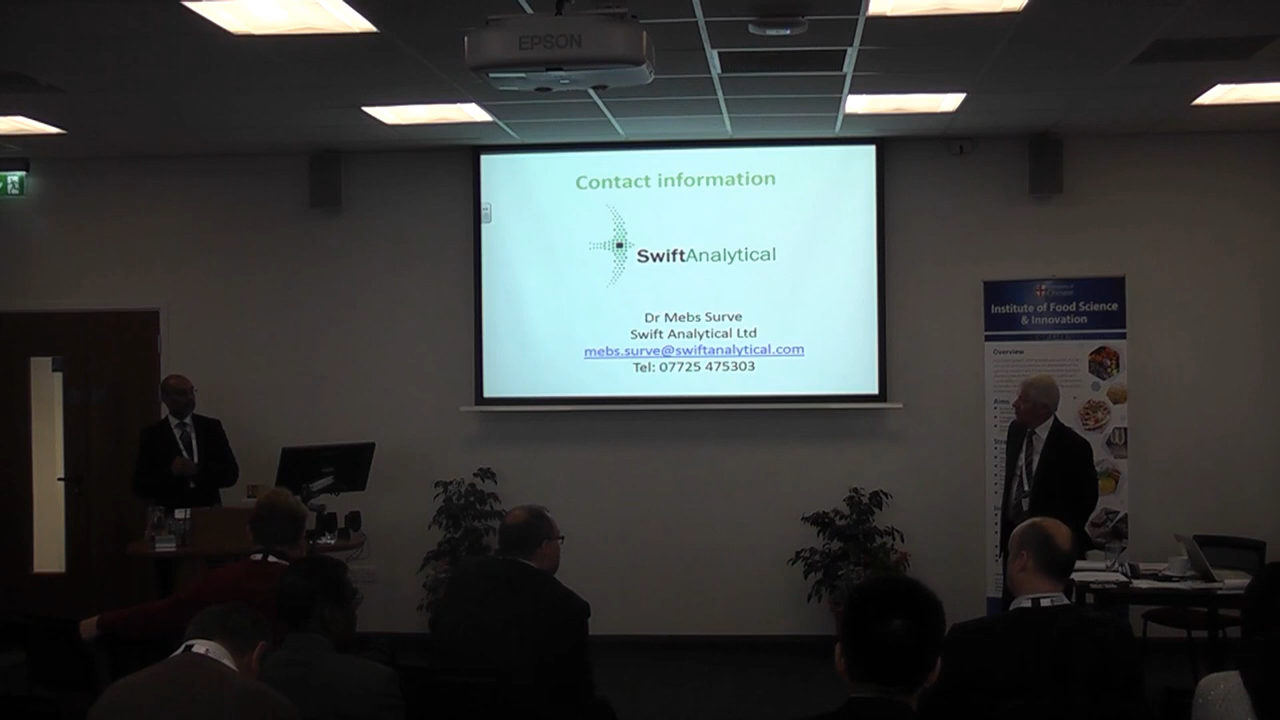 EPSON
Contact information
SwiftAnalytical
Dr Mebs Surve
Swift Analytical Ltd
mebs.surve@swiftanalytical.com
Tel: 07725 475303
Institute of Food Science
& Innovation
Overview
Aims